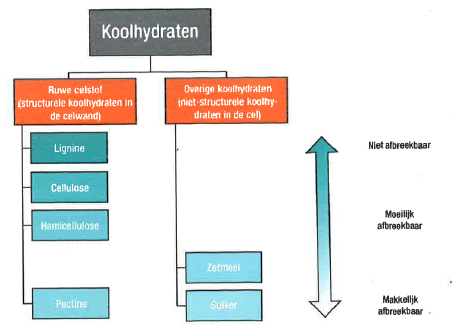 Koolhydraten
Ruwe celstof
(structurele koolhydraten in
de celwand)
Overige koolhydraten
(niet-structurele koolhy-
draten in de cel)
Lignine
Cellulose
Hemicellulose
Pectine
Zetmeel
Suiker
Niet afbreekbaar
Moeilijk
afbreekbaar
Makkelijk
afbreekbaar